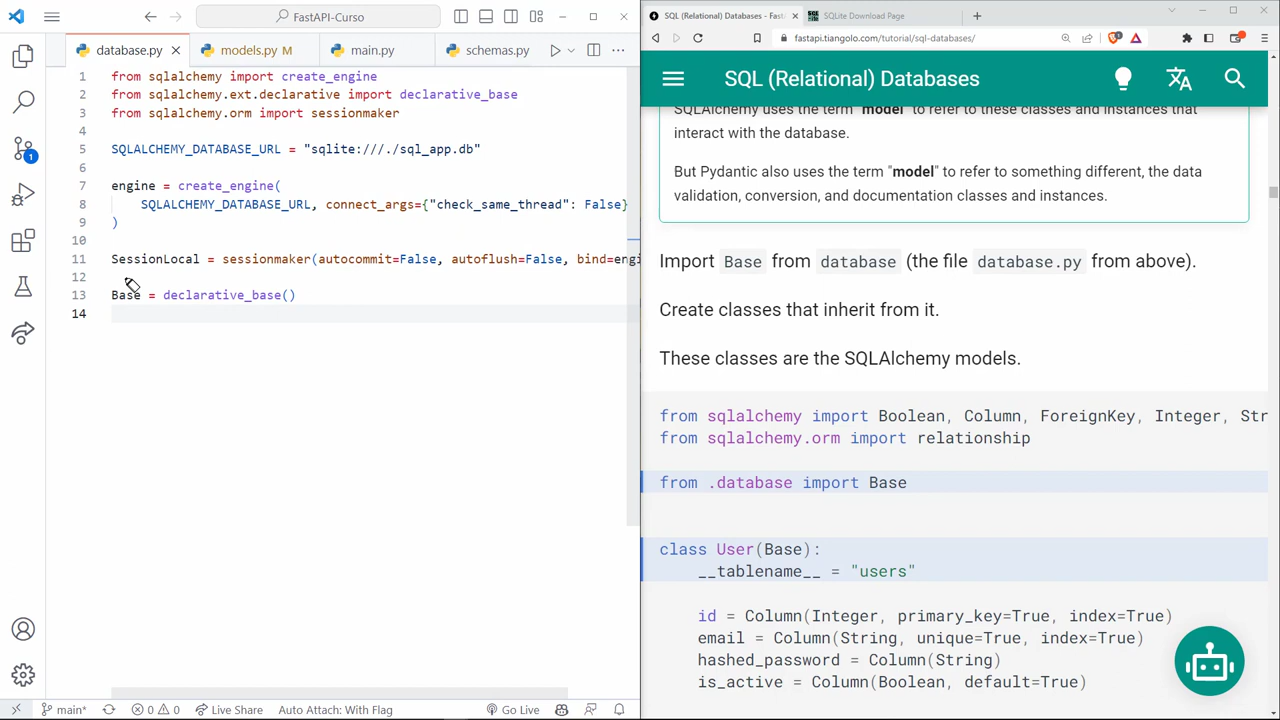 FastAPI-Curso
database.py
models.py M
main.py
schemas.py
1 from sqlalchemy import create_engine
2 from sqlalchemy.ext.declarative import declarative_base
3 from sqlalchemy.orm import sessionmaker
4
5 SQLALCHEMY_DATABASE_URL = "sqlite:///./sql_app.db"
6
7 engine = create_engine(
8 SQLALCHEMY_DATABASE_URL, connect_args={"check_same_thread": False}
9 )
10
11 SessionLocal = sessionmaker(autocommit=False, autoflush=False, bind=engi
12
13 Base = declarative_base()
14
1
main*
0
0
Live Share
Auto Attach: With Flag
Go Live
SQL (Relational) Databases - Fast
SQLite Download Page
fastapi.tiangolo.com/tutorial/sql-databases/
SQL (Relational) Databases
SQLAlchemy uses the term "model" to refer to these classes and instances that
interact with the database.
But Pydantic also uses the term "model" to refer to something different, the data
validation, conversion, and documentation classes and instances.
Import Base from database (the file database.py from above).
Create classes that inherit from it.
These classes are the SQLAlchemy models.
from sqlalchemy import Boolean, Column, ForeignKey, Integer, Str
from sqlalchemy.orm import relationship
from .database import Base
class User(Base):
__tablename__ = "users"
id = Column(Integer, primary_key=True, index=True)
email = Column(String, unique=True, index=True)
hashed_password = Column(String)
is_active = Column(Boolean, default=True)